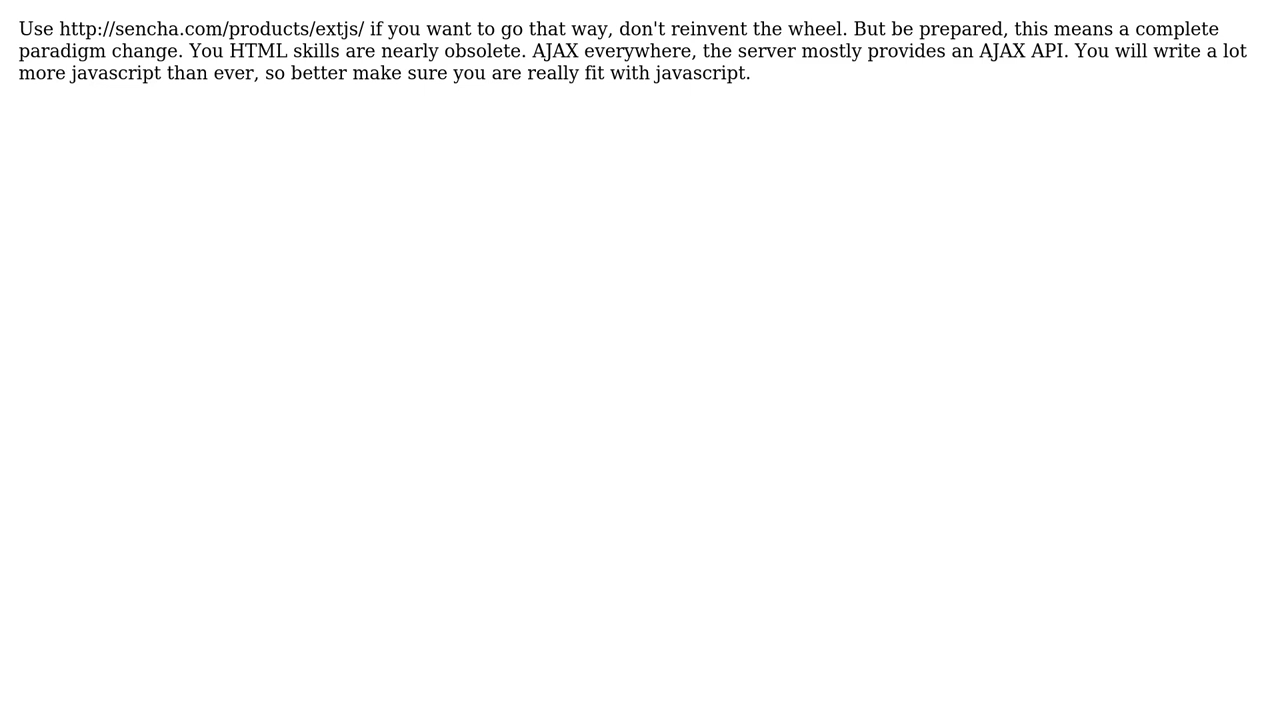 Use http://sencha.com/products/extjs/ if you want to go that way, don't reinvent the wheel. But be prepared, this means a complete
paradigm change. You HTML skills are nearly obsolete. AJAX everywhere, the server mostly provides an AJAX API. You will write a lot
more javascript than ever, so better make sure you are really fit with javascript.